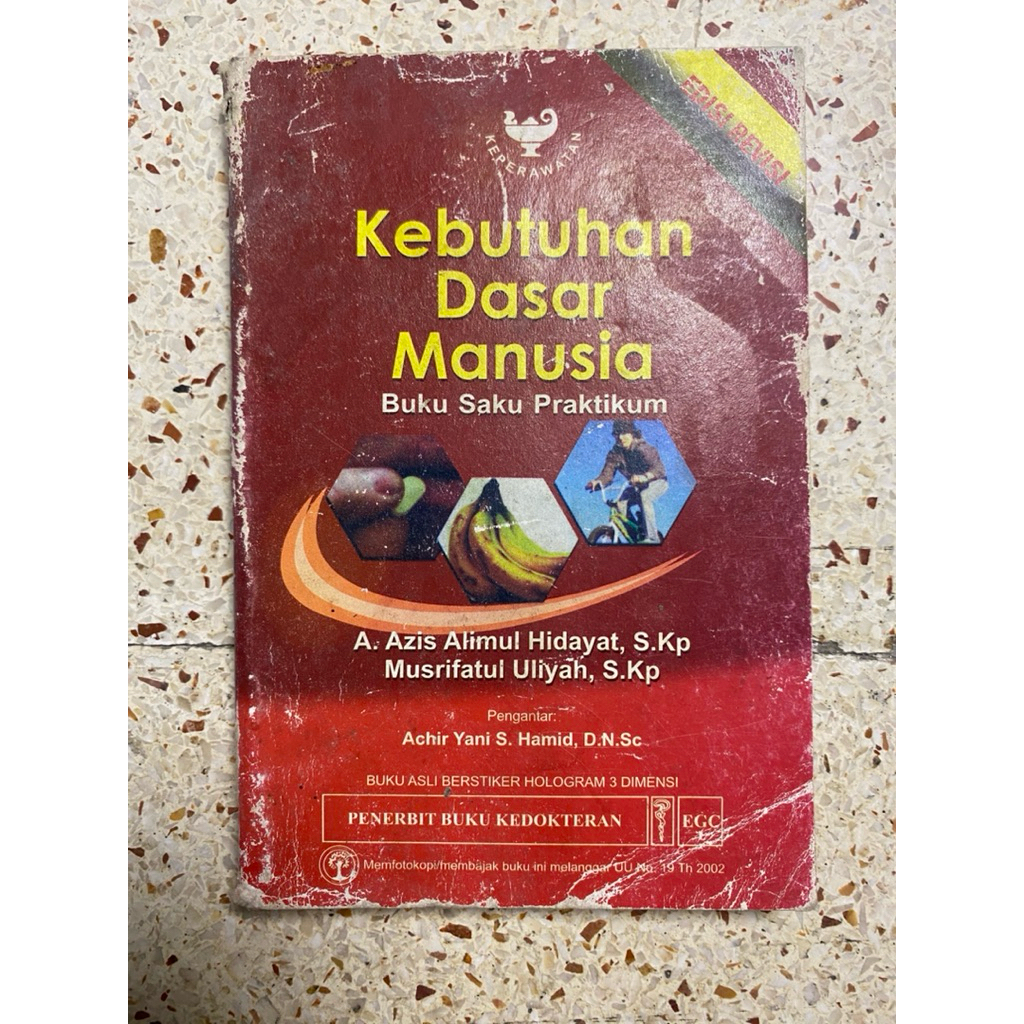 EDISI REVISI
KEPERAWATAN
Kebutuhan
Dasar
Manusia
Buku Saku Praktikum
A. Azis Alimul Hidayat, S.Kp
Musrifatul Uliyah, S.Kp
Pengantar:
Achir Yani S. Hamid, D.N.Sc
BUKU ASLI BERSTIKER HOLOGRAM 3 DIMENSI
PENERBIT BUKU KEDOKTERAN
EGC
Memfotokopi/membajak buku ini melanggar UU No. 19 Th 2002